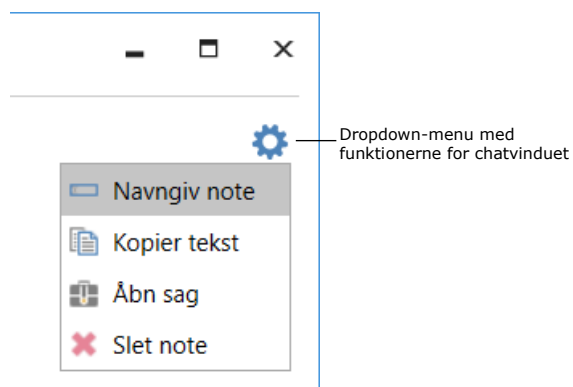 Dropdown-menu med
funktionerne for chatvinduet
Navngiv note
Kopier tekst
Åbn sag
Slet note